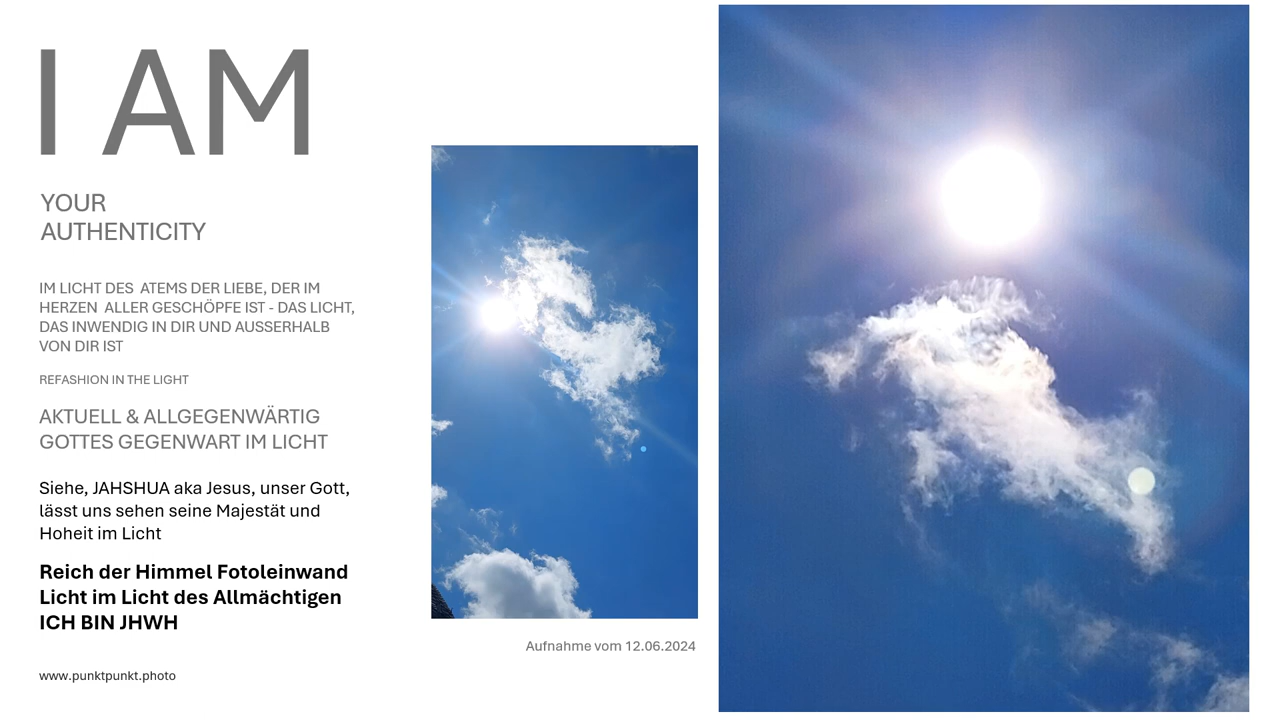 I AM
YOUR
AUTHENTICITY
IM LICHT DES ATEMS DER LIEBE, DER IM
HERZEN ALLER GESCHÖPFE IST - DAS LICHT,
DAS INWENDIG IN DIR UND AUSSERHALB
VON DIR IST
REFASHION IN THE LIGHT
AKTUELL & ALLGEGENWÄRTIG
GOTTES GEGENWART IM LICHT
Siehe, JAHSHUA aka Jesus, unser Gott,
lässt uns sehen seine Majestät und
Hoheit im Licht
Reich der Himmel Fotoleinwand
Licht im Licht des Allmächtigen
ICH BIN JHWH
www.punktpunkt.photo
Aufnahme vom 12.06.2024